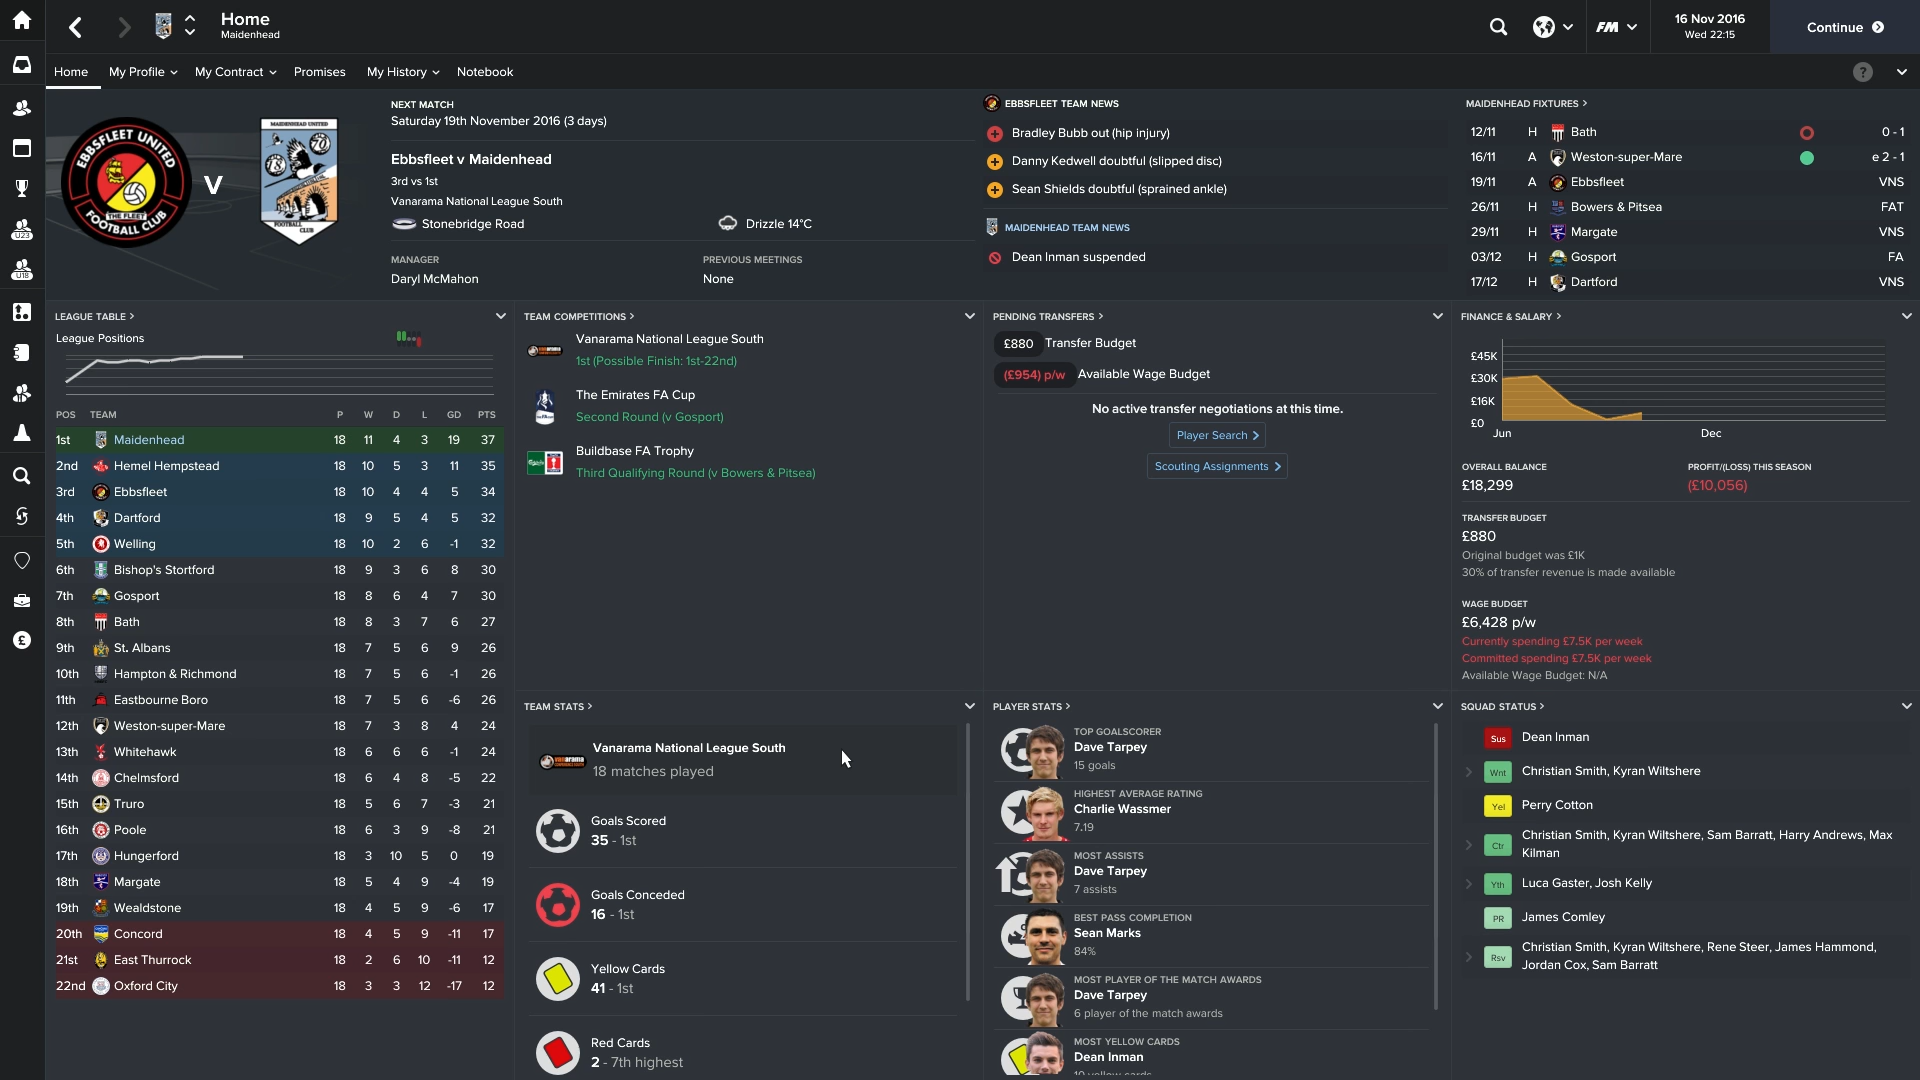 Home
Maidenhead
FM
16 Nov 2016
Wed 22:15
Continue
Home
My Profile
My Contract
Promises
My History
Notebook
?
EBBSFLEET UNITED
THE FLEET
FOOTBALL CLUB
V
MAIDENHEAD UNITED
18
70
FOOTBALL CLUB
NEXT MATCH
Saturday 19th November 2016 (3 days)
Ebbsfleet v Maidenhead
3rd vs 1st
Vanarama National League South
Stonebridge Road
Drizzle 14°C
MANAGER
Daryl McMahon
PREVIOUS MEETINGS
None
EBBSFLEET TEAM NEWS
Bradley Bubb out (hip injury)
Danny Kedwell doubtful (slipped disc)
Sean Shields doubtful (sprained ankle)
MAIDENHEAD TEAM NEWS
Dean Inman suspended
MAIDENHEAD FIXTURES >
12/11 H Bath 0 - 1
16/11 A Weston-super-Mare e 2 - 1
19/11 A Ebbsfleet VNS
26/11 H Bowers & Pitsea FAT
29/11 H Margate VNS
03/12 H Gosport FA
17/12 H Dartford VNS
U23
U18
£
LEAGUE TABLE >
League Positions
POS TEAM P W D L GD PTS
1st Maidenhead 18 11 4 3 19 37
2nd Hemel Hempstead 18 10 5 3 11 35
3rd Ebbsfleet 18 10 4 4 5 34
4th Dartford 18 9 5 4 5 32
5th Welling 18 10 2 6 -1 32
6th Bishop's Stortford 18 9 3 6 8 30
7th Gosport 18 8 6 4 7 30
8th Bath 18 8 3 7 6 27
9th St. Albans 18 7 5 6 9 26
10th Hampton & Richmond 18 7 5 6 -1 26
11th Eastbourne Boro 18 7 5 6 -6 26
12th Weston-super-Mare 18 7 3 8 4 24
13th Whitehawk 18 6 6 6 -1 24
14th Chelmsford 18 6 4 8 -5 22
15th Truro 18 5 6 7 -3 21
16th Poole 18 6 3 9 -8 21
17th Hungerford 18 3 10 5 0 19
18th Margate 18 5 4 9 -4 19
19th Wealdstone 18 4 5 9 -6 17
20th Concord 18 4 5 9 -11 17
21st East Thurrock 18 2 6 10 -11 12
22nd Oxford City 18 3 3 12 -17 12
TEAM COMPETITIONS >
Vanarama National League South
1st (Possible Finish: 1st-22nd)
The Emirates FA Cup
Second Round (v Gosport)
Buildbase FA Trophy
Third Qualifying Round (v Bowers & Pitsea)
PENDING TRANSFERS >
£880 Transfer Budget
(£954) p/w Available Wage Budget
No active transfer negotiations at this time.
Player Search >
Scouting Assignments >
FINANCE & SALARY >
£45K
£30K
£16K
£0
Jun Dec
OVERALL BALANCE
£18,299
PROFIT/(LOSS) THIS SEASON
(£10,056)
TRANSFER BUDGET
£880
Original budget was £1K
30% of transfer revenue is made available
WAGE BUDGET
£6,428 p/w
Currently spending £7.5K per week
Committed spending £7.5K per week
Available Wage Budget: N/A
TEAM STATS >
Vanarama National League South
18 matches played
Goals Scored
35 - 1st
Goals Conceded
16 - 1st
Yellow Cards
41 - 1st
Red Cards
2 - 7th highest
PLAYER STATS >
TOP GOALSCORER
Dave Tarpey
15 goals
HIGHEST AVERAGE RATING
Charlie Wassmer
7.19
MOST ASSISTS
Dave Tarpey
7 assists
BEST PASS COMPLETION
Sean Marks
84%
MOST PLAYER OF THE MATCH AWARDS
Dave Tarpey
6 player of the match awards
MOST YELLOW CARDS
Dean Inman
10 yellow cards
SQUAD STATUS >
Sus Dean Inman
Wnt Christian Smith, Kyran Wiltshere
Yel Perry Cotton
Ctr Christian Smith, Kyran Wiltshere, Sam Barratt, Harry Andrews, Max
Kilman
Yth Luca Gaster, Josh Kelly
PR James Comley
Rsv Christian Smith, Kyran Wiltshere, Rene Steer, James Hammond,
Jordan Cox, Sam Barratt